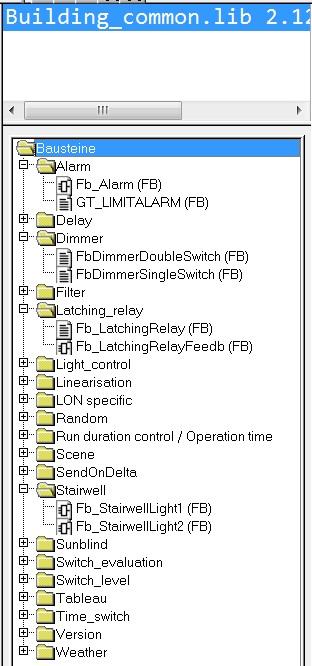 Building_common.lib 2.12
Bausteine
Alarm
Fb_Alarm (FB)
GT_LIMITALARM (FB)
Delay
Dimmer
FbDimmerDoubleSwitch (FB)
FbDimmerSingleSwitch (FB)
Filter
Latching_relay
Fb_LatchingRelay (FB)
Fb_LatchingRelayFeedb (FB)
Light_control
Linearisation
LON specific
Random
Run duration control / Operation time
Scene
SendOnDelta
Stairwell
Fb_StairwellLight1 (FB)
Fb_StairwellLight2 (FB)
Sunblind
Switch_evaluation
Switch_level
Tableau
Time_switch
Version
Weather